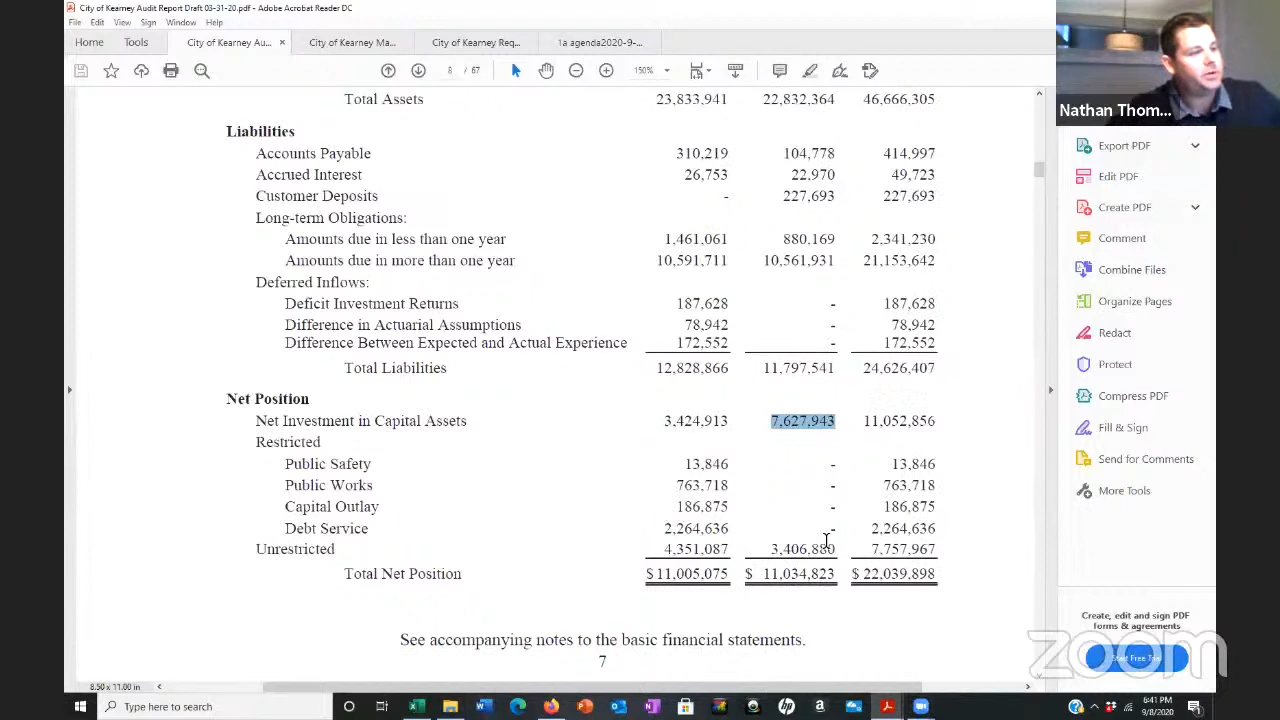 City of Kearney Audit Report Draft 03-31-20.pdf - Adobe Acrobat Reader DC
File Edit View Sign Window Help
Home Tools City of Kearney Au... × City of Kearney Ma... City of Kearney Req... 1a.agenda2020-9-...
8 / 67 150%
Nathan Thom...
Total Assets 23,833,941 22,832,364 46,666,305
Liabilities
Accounts Payable 310,219 104,778 414,997
Accrued Interest 26,753 22,970 49,723
Customer Deposits - 227,693 227,693
Long-term Obligations:
Amounts due in less than one year 1,461,061 880,169 2,341,230
Amounts due in more than one year 10,591,711 10,561,931 21,153,642
Deferred Inflows:
Deficit Investment Returns 187,628 - 187,628
Difference in Actuarial Assumptions 78,942 - 78,942
Difference Between Expected and Actual Experience 172,552 - 172,552
Total Liabilities 12,828,866 11,797,541 24,626,407
Net Position
Net Investment in Capital Assets 3,424,913 7,627,943 11,052,856
Restricted
Public Safety 13,846 - 13,846
Public Works 763,718 - 763,718
Capital Outlay 186,875 - 186,875
Debt Service 2,264,636 - 2,264,636
Unrestricted 4,351,087 3,406,880 7,757,967
Total Net Position $ 11,005,075 $ 11,034,823 $ 22,039,898
See accompanying notes to the basic financial statements.
7
Export PDF
Edit PDF
Create PDF
Comment
Combine Files
Organize Pages
Redact
Protect
Compress PDF
Fill & Sign
Send for Comments
More Tools
Create, edit and sign PDF
forms & agreements
Start Free Trial
zoom
8.50 x 11.00 in
Type here to search
6:41 PM
9/8/2020